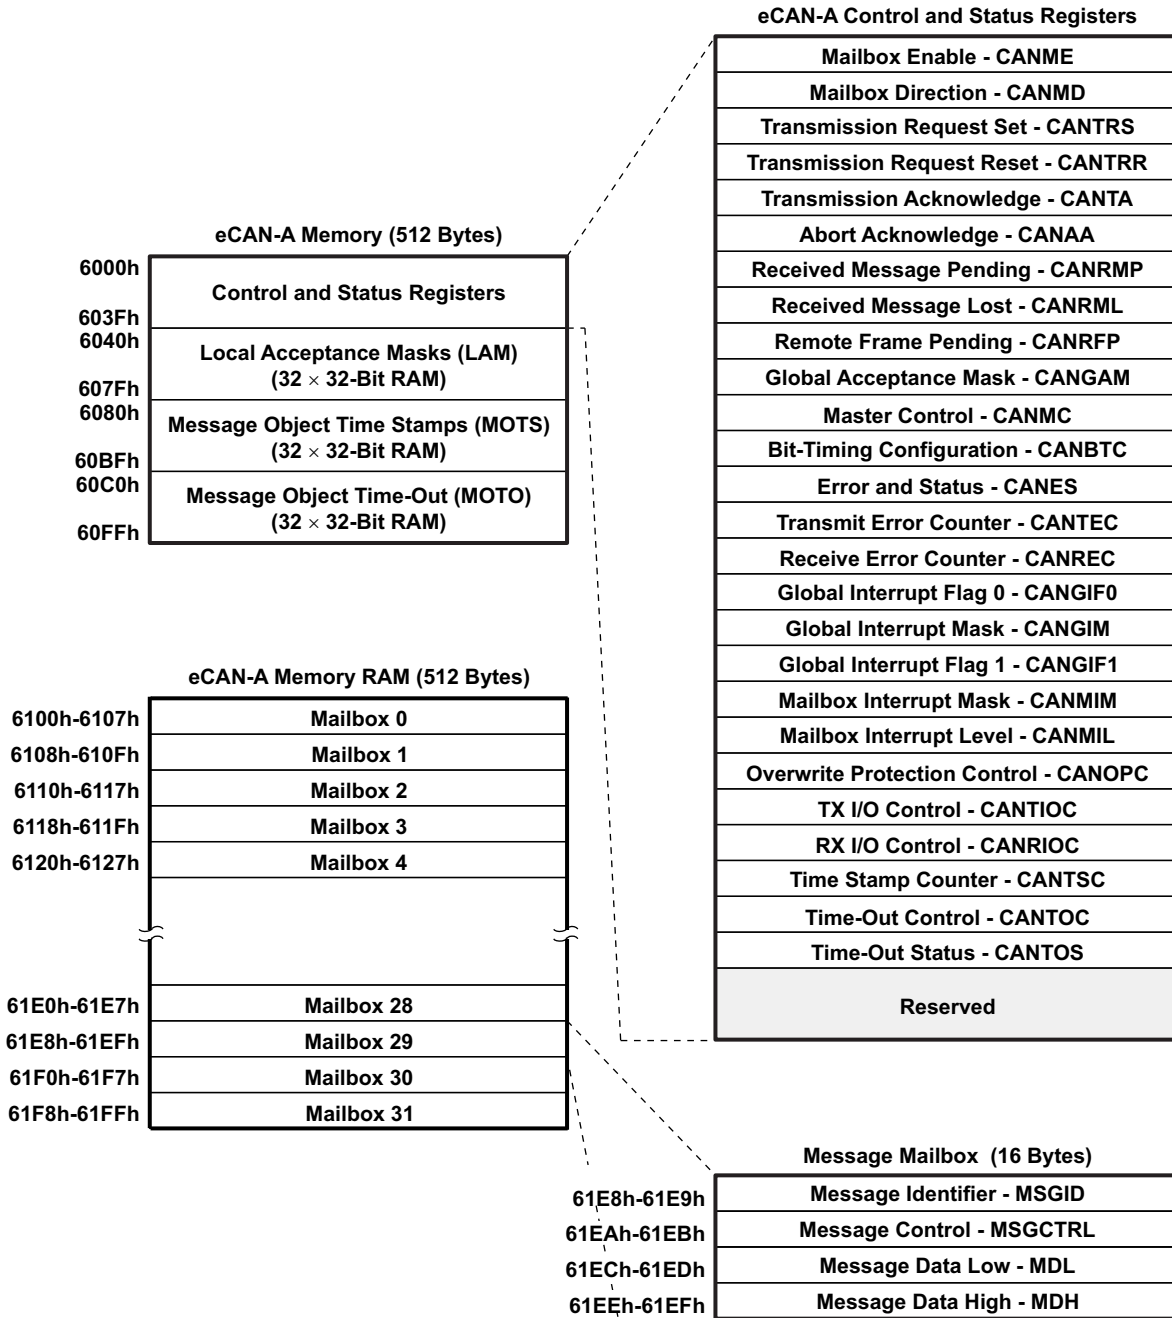 eCAN-A Control and Status Registers
Mailbox Enable - CANME
Mailbox Direction - CANMD
Transmission Request Set - CANTRS
Transmission Request Reset - CANTRR
Transmission Acknowledge - CANTA
Abort Acknowledge - CANAA
Received Message Pending - CANRMP
Received Message Lost - CANRML
Remote Frame Pending - CANRFP
Global Acceptance Mask - CANGAM
Master Control - CANMC
Bit-Timing Configuration - CANBTC
Error and Status - CANES
Transmit Error Counter - CANTEC
Receive Error Counter - CANREC
Global Interrupt Flag 0 - CANGIF0
Global Interrupt Mask - CANGIM
Global Interrupt Flag 1 - CANGIF1
Mailbox Interrupt Mask - CANMIM
Mailbox Interrupt Level - CANMIL
Overwrite Protection Control - CANOPC
TX I/O Control - CANTIOC
RX I/O Control - CANRIOC
Time Stamp Counter - CANTSC
Time-Out Control - CANTOC
Time-Out Status - CANTOS
Reserved
eCAN-A Memory (512 Bytes)
6000h
Control and Status Registers
603Fh
6040h
Local Acceptance Masks (LAM)
(32 × 32-Bit RAM)
607Fh
6080h
Message Object Time Stamps (MOTS)
(32 × 32-Bit RAM)
60BFh
60C0h
Message Object Time-Out (MOTO)
(32 × 32-Bit RAM)
60FFh
eCAN-A Memory RAM (512 Bytes)
6100h-6107h Mailbox 0
6108h-610Fh Mailbox 1
6110h-6117h Mailbox 2
6118h-611Fh Mailbox 3
6120h-6127h Mailbox 4
61E0h-61E7h Mailbox 28
61E8h-61EFh Mailbox 29
61F0h-61F7h Mailbox 30
61F8h-61FFh Mailbox 31
Message Mailbox (16 Bytes)
61E8h-61E9h Message Identifier - MSGID
61EAh-61EBh Message Control - MSGCTRL
61ECh-61EDh Message Data Low - MDL
61EEh-61EFh Message Data High - MDH